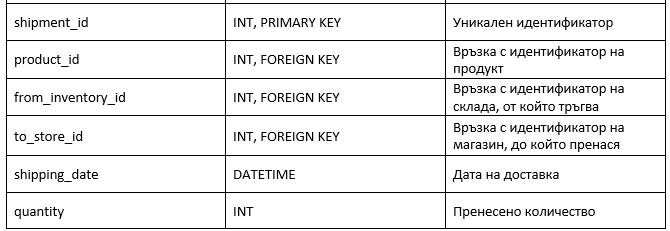 shipment_id INT, PRIMARY KEY Уникален идентификатор
product_id INT, FOREIGN KEY Връзка с идентификатор на
продукт
from_inventory_id INT, FOREIGN KEY Връзка с идентификатор на
склада, от който тръгва
to_store_id INT, FOREIGN KEY Връзка с идентификатор на
магазин, до който пренася
shipping_date DATETIME Дата на доставка
quantity INT Пренесено количество